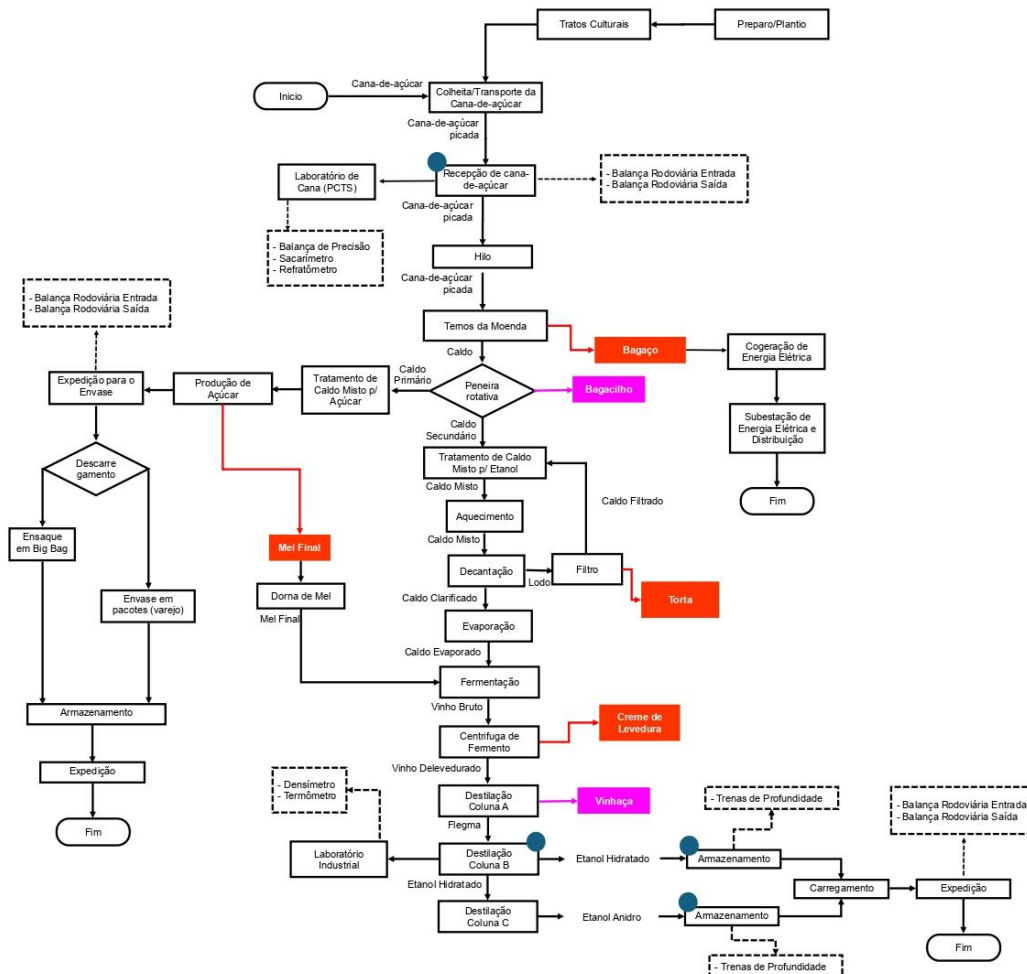 Tratos Culturais
Preparo/Plantio
Inicio
Cana-de-açúcar
Colheita/Transporte da
Cana-de-açúcar
Cana-de-açúcar
picada
Laboratório de
Cana (PCTS)
Recepção de cana-
de-açúcar
- Balança Rodoviária Entrada
- Balança Rodoviária Saída
Cana-de-açúcar
picada
- Balança de Precisão
- Sacarímetro
- Refratômetro
Hilo
Cana-de-açúcar
picada
- Balança Rodoviária Entrada
- Balança Rodoviária Saída
Ternos da Moenda
Bagaço
Cogeração de
Energia Elétrica
Caldo
Expedição para o
Envase
Produção de
Açúcar
Tratamento de
Caldo Misto p/
Açúcar
Caldo
Primário
Peneira
rotativa
Bagacilho
Subestação de
Energia Elétrica e
Distribuição
Caldo
Secundário
Descarre
gamento
Tratamento de Caldo
Misto p/ Etanol
Caldo Misto
Caldo Filtrado
Fim
Aquecimento
Ensaque
em Big Bag
Mel Final
Caldo Misto
Decantação
Lodo
Filtro
Dorna de Mel
Caldo Clarificado
Torta
Envase em
pacotes (varejo)
Mel Final
Evaporação
Caldo Evaporado
Fermentação
Armazenamento
Vinho Bruto
Centrifuga de
Fermento
Creme de
Levedura
Expedição
Vinho Delevedurado
- Densímetro
- Termômetro
Destilação
Coluna A
Vinhaça
- Trenas de Profundidade
- Balança Rodoviária Entrada
- Balança Rodoviária Saída
Fim
Flegma
Laboratório
Industrial
Destilação
Coluna B
Etanol Hidratado
Armazenamento
Etanol Hidratado
Carregamento
Expedição
Destilação
Coluna C
Etanol Anidro
Armazenamento
Fim
- Trenas de Profundidade